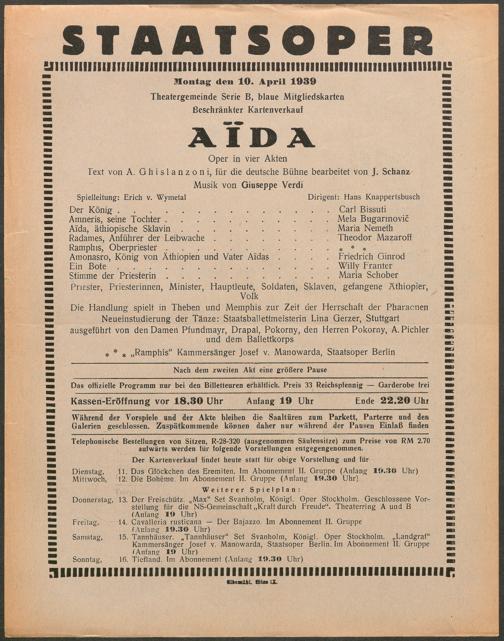 STAATSOPER
Montag den 10. April 1939
Theatergemeinde Serie B, blaue Mitgliedskarten
Beschränkter Kartenverkauf
AÏDA
Oper in vier Akten
Text von A. Ghislanzoni, für die deutsche Bühne bearbeitet von J. Schanz
Musik von Giuseppe Verdi
Spielleitung: Erich v. Wymetal Dirigent: Hans Knappertsbusch
Der König . . . . . . . . . . Carl Bissuti
Amneris, seine Tochter . . . . . . . . Mela Bugarinovič
Aïda, äthiopische Sklavin . . . . . . . . Maria Nemeth
Radames, Anführer der Leibwache . . . . . . Theodor Mazaroff
Ramphis, Oberpriester . . . . . . . . * * *
Amonasro, König von Äthiopien und Vater Aïdas . . . . Friedrich Ginrod
Ein Bote . . . . . . . . . . Willy Franter
Stimme der Priesterin . . . . . . . . Maria Schober
Priester, Priesterinnen, Minister, Hauptleute, Soldaten, Sklaven, gefangene Äthiopier,
Volk
Die Handlung spielt in Theben und Memphis zur Zeit der Herrschaft der Pharaonen
Neueinstudierung der Tänze: Staatsballettmeisterin Lina Gerzer, Stuttgart
ausgeführt von den Damen Pfundmayr, Drapal, Pokorny, den Herren Pokorny, A. Pichler
und dem Ballettkorps
* * * „Ramphis“ Kammersänger Josef v. Manowarda, Staatsoper Berlin
Nach dem zweiten Akt eine größere Pause
Das offizielle Programm nur bei den Billetteuren erhältlich. Preis 33 Reichspfennig — Garderobe frei
Kassen-Eröffnung vor 18.30 Uhr Anfang 19 Uhr Ende 22.20 Uhr
Während der Vorspiele und der Akte bleiben die Saaltüren zum Parkett, Parterre und den
Galerien geschlossen. Zuspätkommende können daher nur während der Pausen Einlaß finden
Telephonische Bestellungen von Sitzen, R-28-320 (ausgenommen Säulensitze) zum Preise von RM 2.70
aufwärts werden für folgende Vorstellungen entgegengenommen.
Der Kartenverkauf findet heute statt für obige Vorstellung und für
Dienstag, 11. Das Glöckchen des Eremiten. Im Abonnement II. Gruppe (Anfang 19.30 Uhr)
Mittwoch, 12. Die Bohème. Im Abonnement II. Gruppe (Anfang 19.30 Uhr)
Weiterer Spielplan:
Donnerstag, 13. Der Freischütz. „Max“ Set Svanholm, Königl. Oper Stockholm. Geschlossene Vor-
stellung für die NS-Gemeinschaft „Kraft durch Freude“. Theaterring A und B
(Anfang 19 Uhr)
Freitag, 14. Cavalleria rusticana — Der Bajazzo. Im Abonnement II. Gruppe
(Anfang 19.30 Uhr)
Samstag, 15. Tannhäuser. „Tannhäuser“ Set Svanholm, Königl. Oper Stockholm. „Landgraf“
Kammersänger Josef v. Manowarda, Staatsoper Berlin. Im Abonnement II. Gruppe
(Anfang 19 Uhr)
Sonntag, 16. Tiefland. Im Abonnement (Anfang 19.30 Uhr)
Elbemühl, Wien IX.